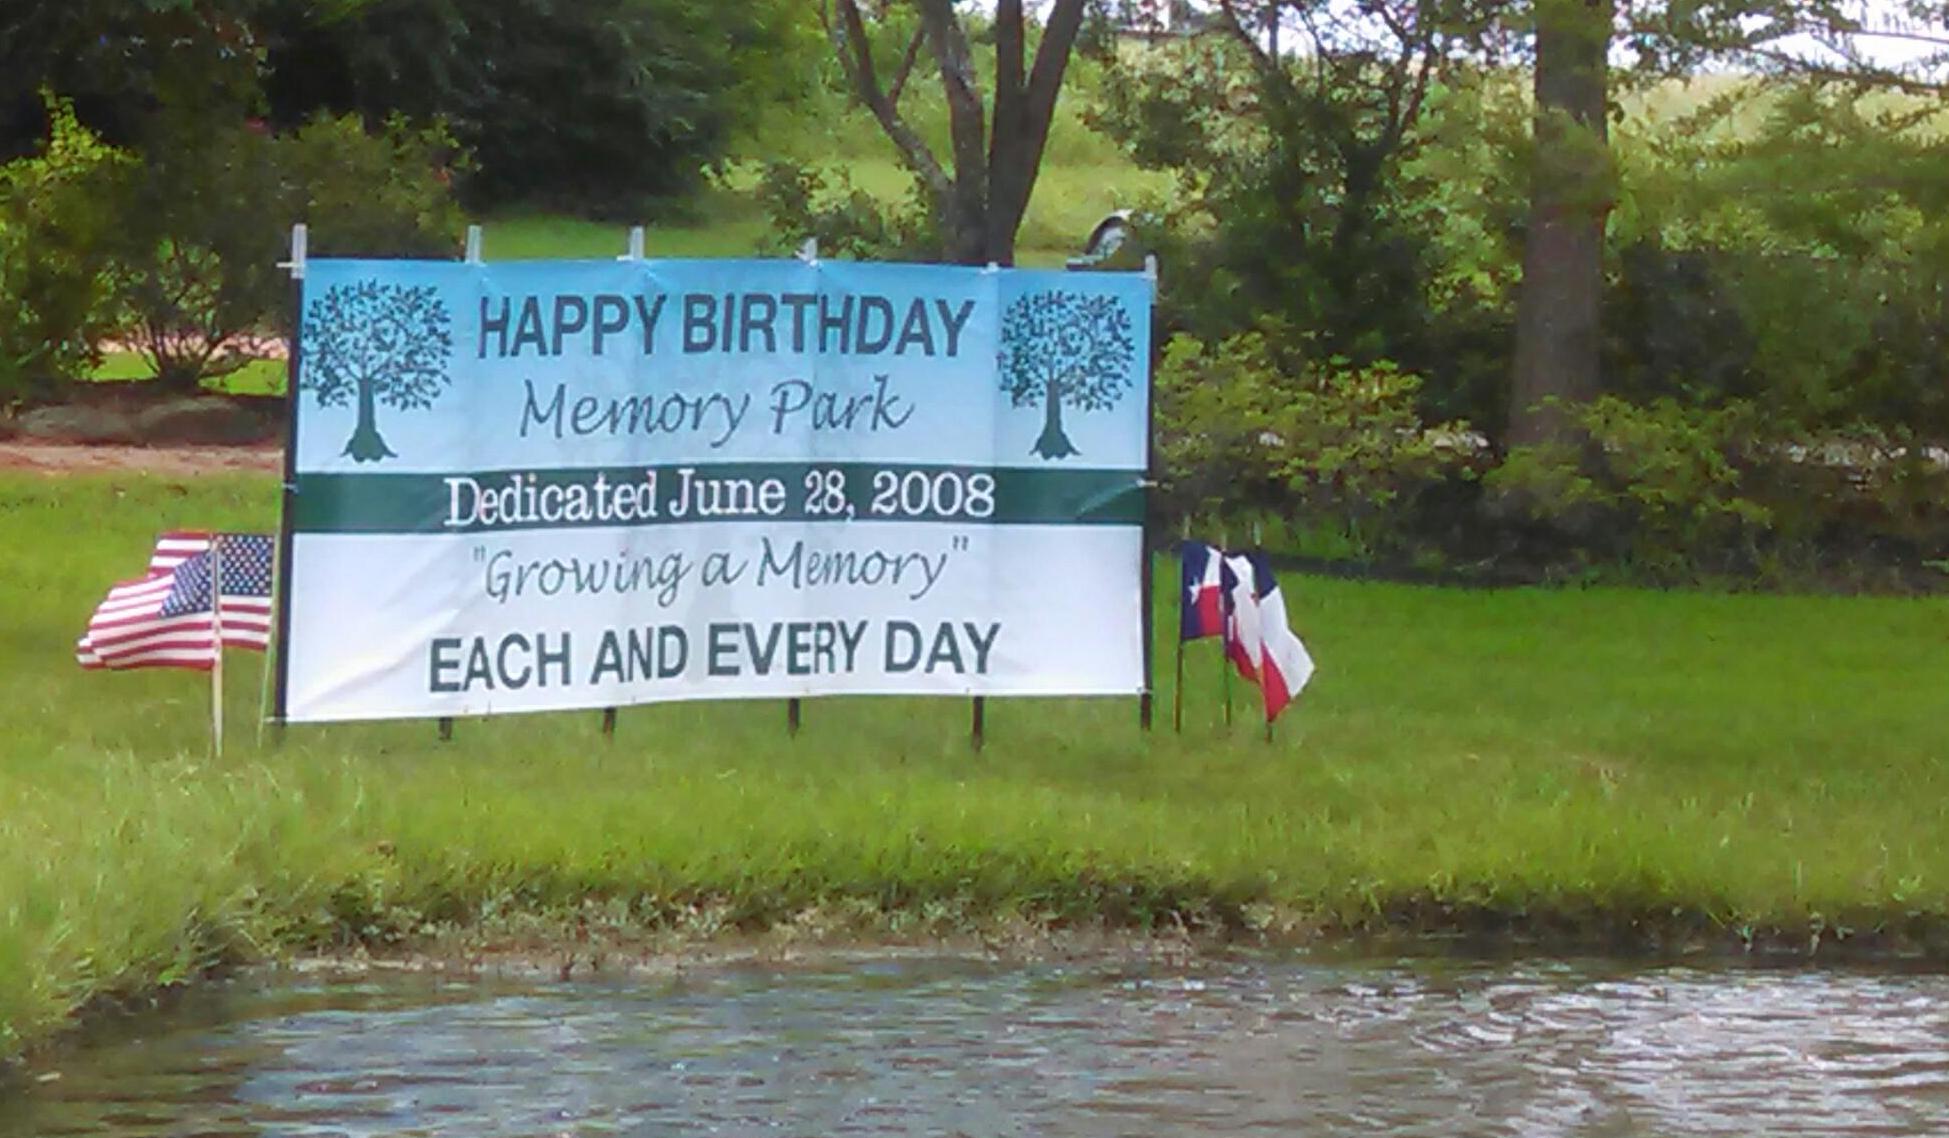 HAPPY BIRTHDAY
Memory Park
Dedicated June 28, 2008
"Growing a Memory"
EACH AND EVERY DAY